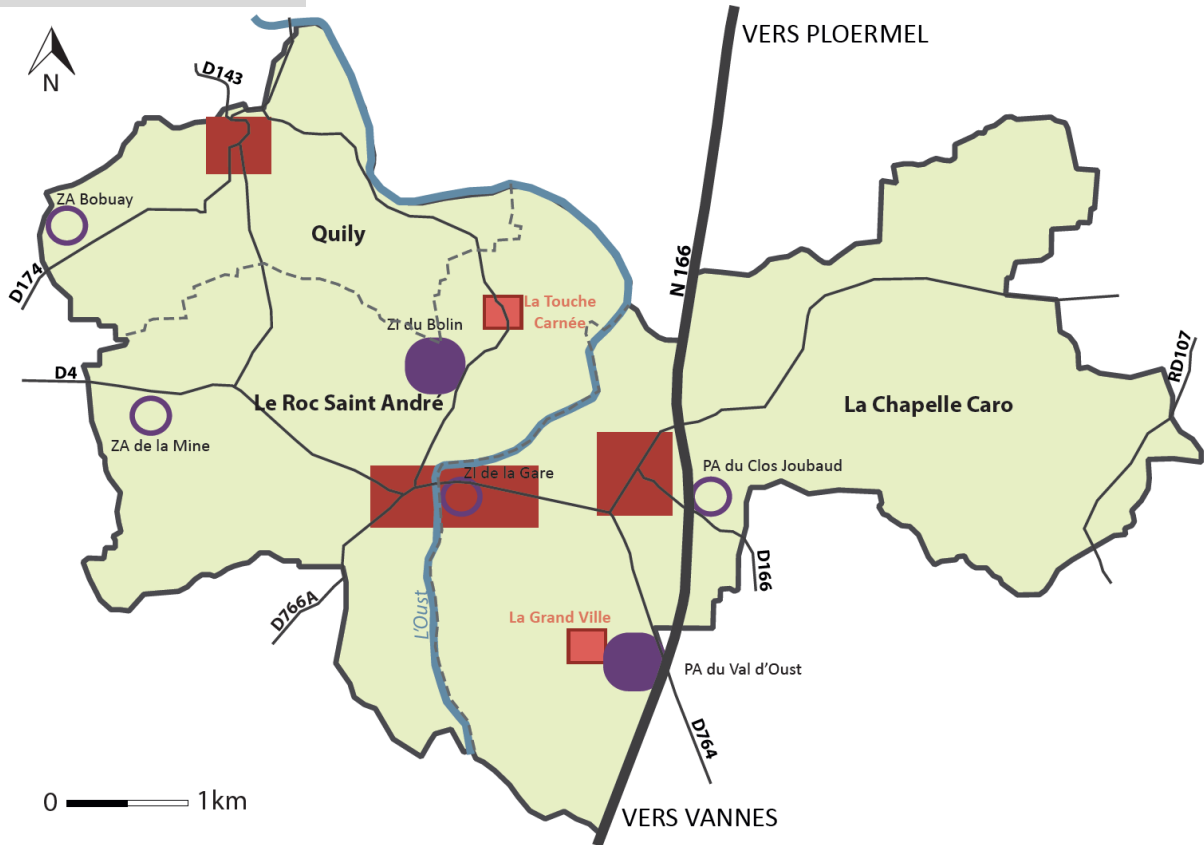 VERS PLOERMEL
N
D143
ZA Bobuay
Quily
D174
N 166
La Touche
Carnée
ZI du Bolin
RD107
D4
Le Roc Saint André
La Chapelle Caro
ZA de la Mine
ZI de la Gare
PA du Clos Joubaud
D166
D766A
L'Oust
La Grand Ville
PA du Val d'Oust
D764
0 1km
VERS VANNES